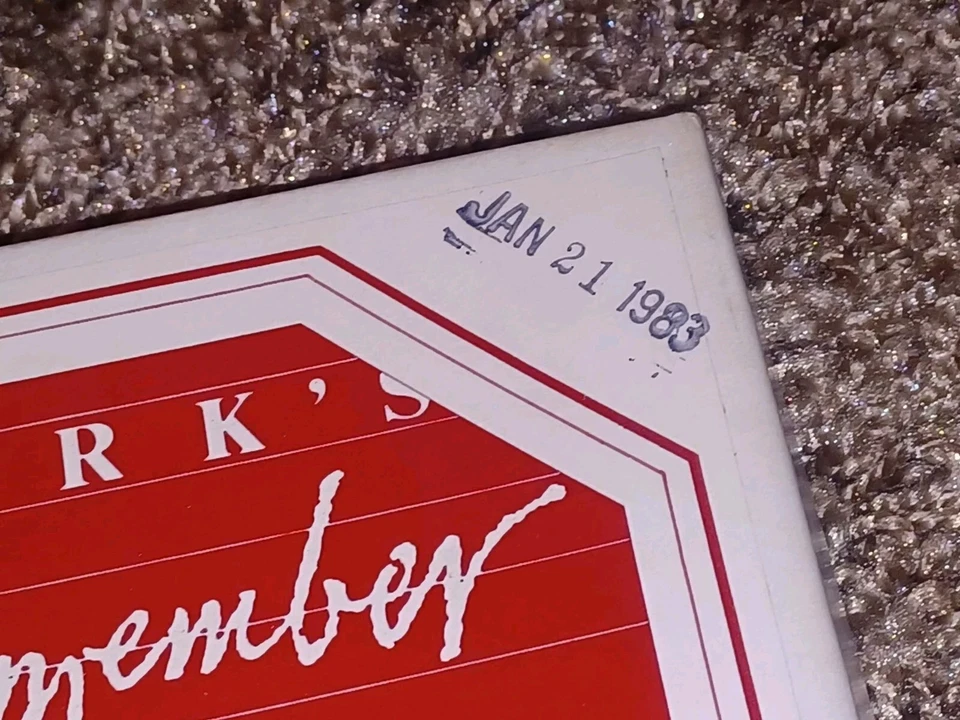 JAN 21 1983
RK'S
member